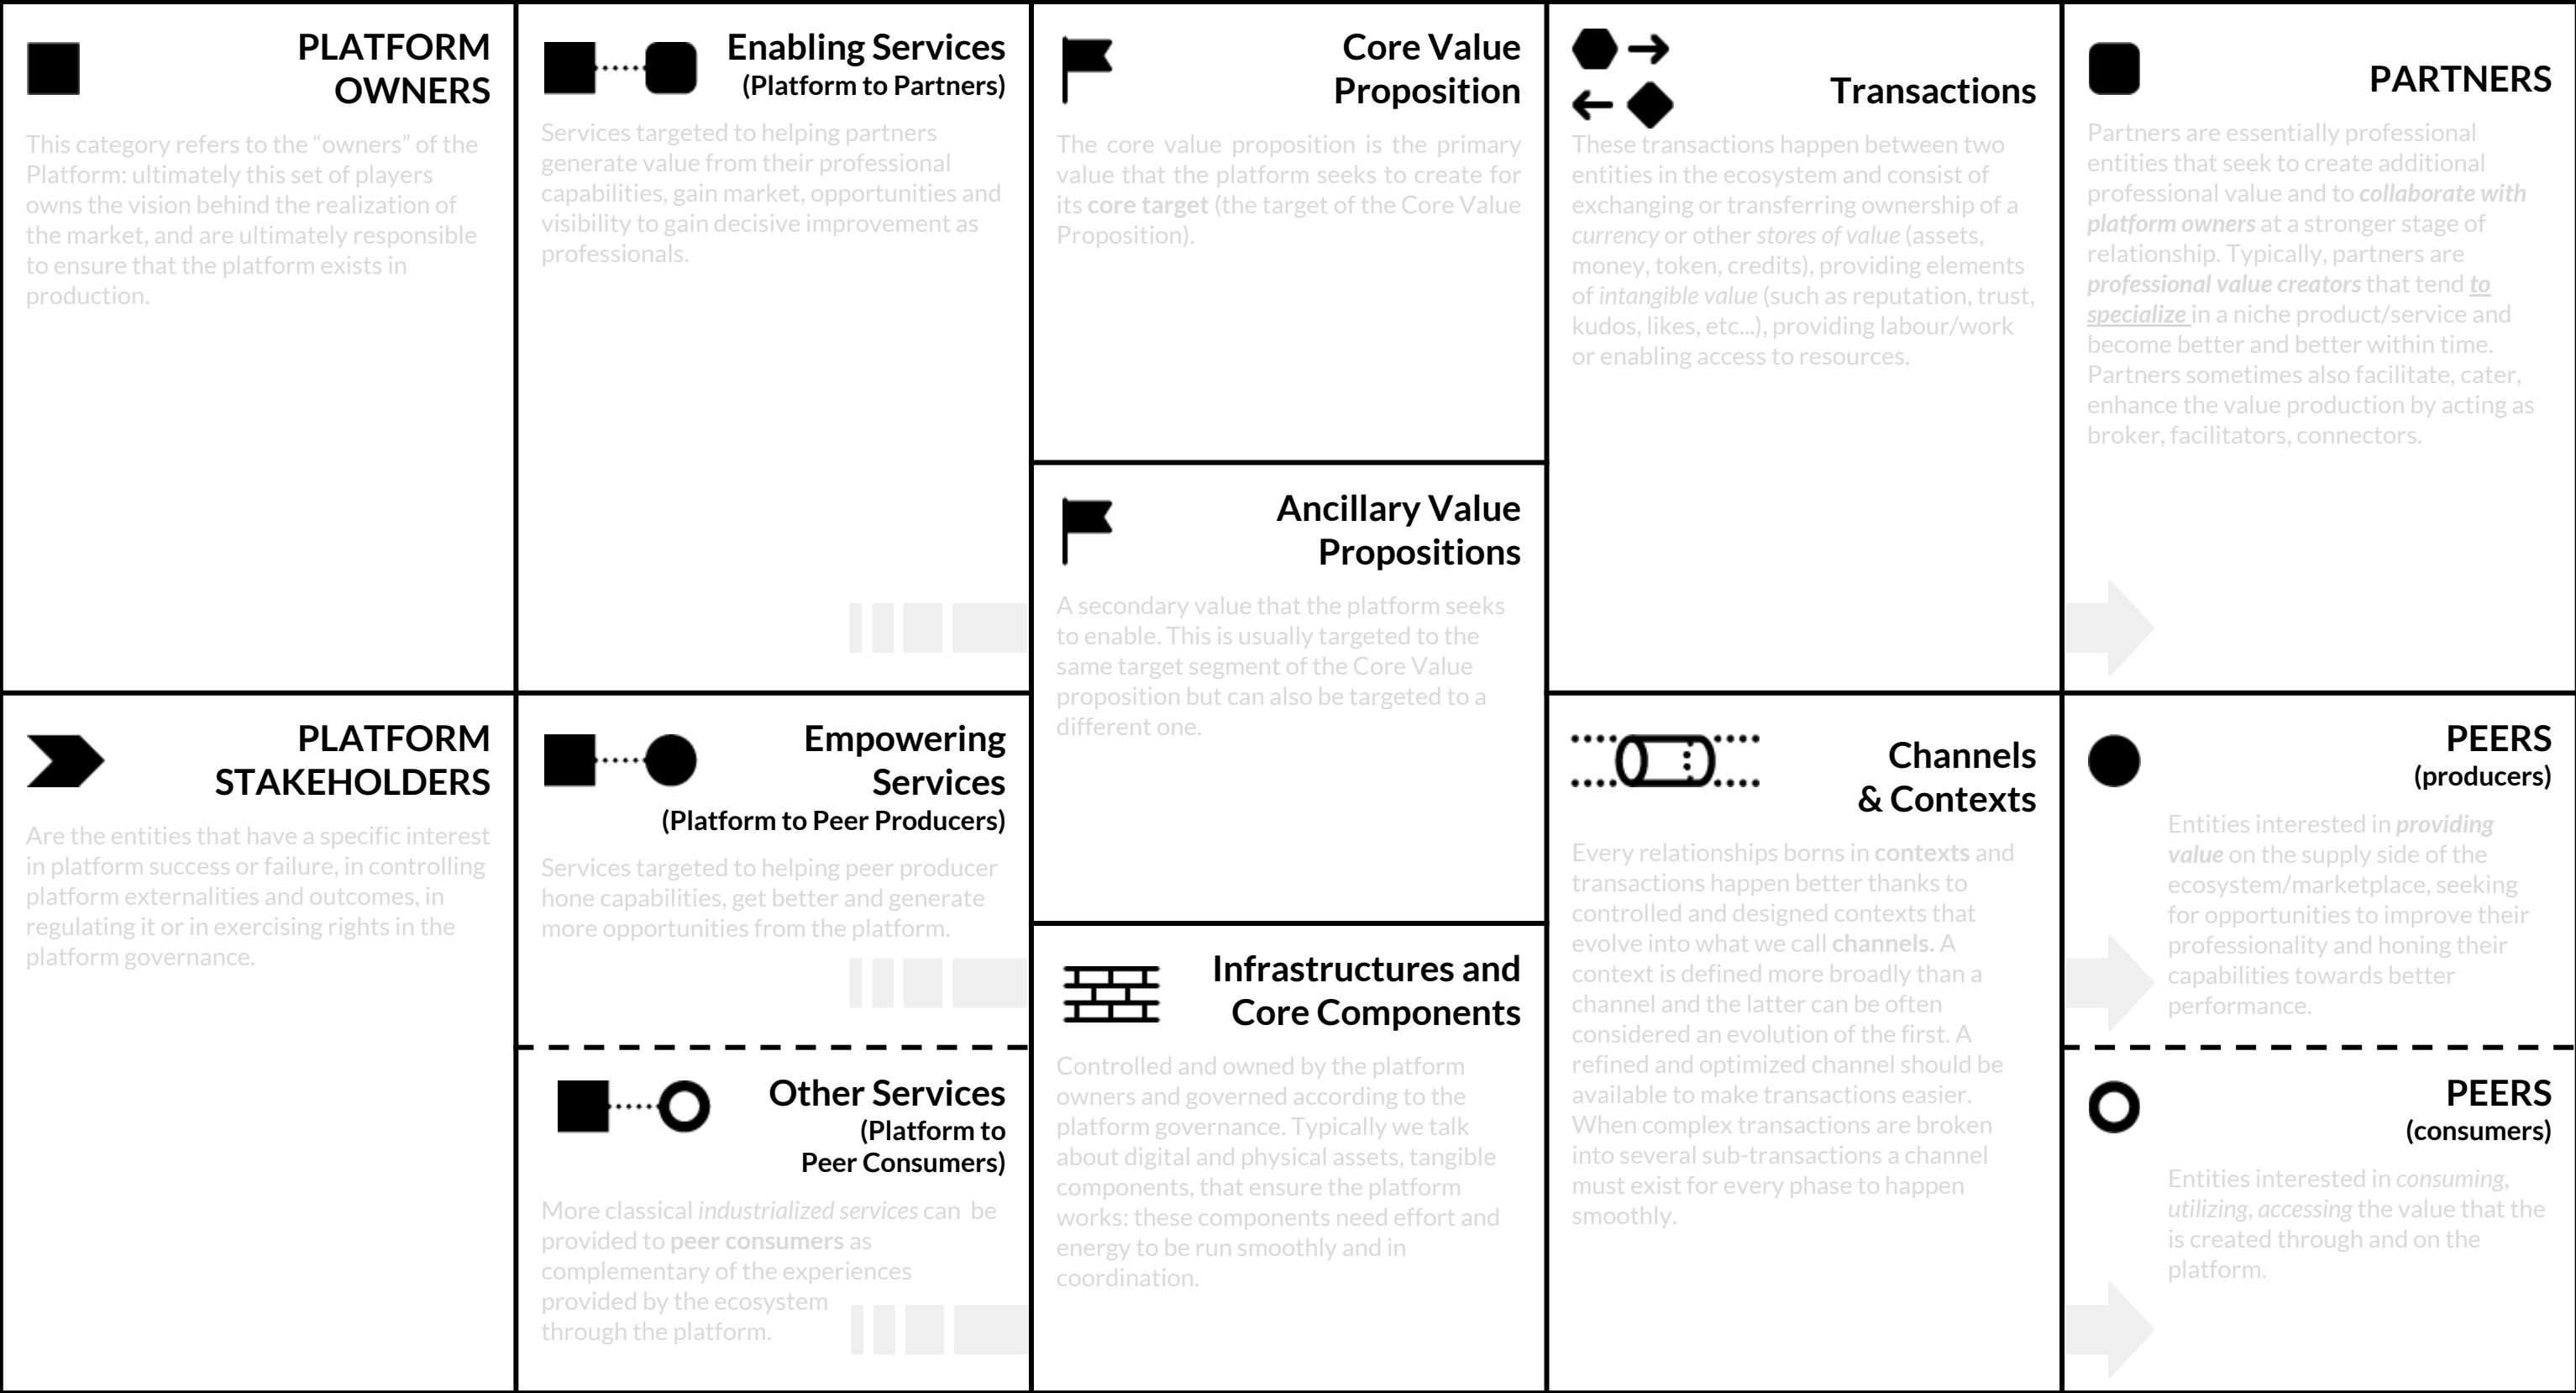 PLATFORM
OWNERS
This category refers to the “owners” of the
Platform: ultimately this set of players
owns the vision behind the realization of
the market, and are ultimately responsible
to ensure that the platform exists in
production.
Enabling Services
(Platform to Partners)
Services targeted to helping partners
generate value from their professional
capabilities, gain market, opportunities and
visibility to gain decisive improvement as
professionals.
Core Value
Proposition
The core value proposition is the primary
value that the platform seeks to create for
its core target (the target of the Core Value
Proposition).
Transactions
These transactions happen between two
entities in the ecosystem and consist of
exchanging or transferring ownership of a
currency or other stores of value (assets,
money, token, credits), providing elements
of intangible value (such as reputation, trust,
kudos, likes, etc...), providing labour/work
or enabling access to resources.
PARTNERS
Partners are essentially professional
entities that seek to create additional
professional value and to collaborate with
platform owners at a stronger stage of
relationship. Typically, partners are
professional value creators that tend to
specialize in a niche product/service and
become better and better within time.
Partners sometimes also facilitate, cater,
enhance the value production by acting as
broker, facilitators, connectors.
Ancillary Value
Propositions
A secondary value that the platform seeks
to enable. This is usually targeted to the
same target segment of the Core Value
proposition but can also be targeted to a
different one.
PLATFORM
STAKEHOLDERS
Are the entities that have a specific interest
in platform success or failure, in controlling
platform externalities and outcomes, in
regulating it or in exercising rights in the
platform governance.
Empowering
Services
(Platform to Peer Producers)
Services targeted to helping peer producer
hone capabilities, get better and generate
more opportunities from the platform.
Other Services
(Platform to
Peer Consumers)
More classical industrialized services can be
provided to peer consumers as
complementary of the experiences
provided by the ecosystem
through the platform.
Infrastructures and
Core Components
Controlled and owned by the platform
owners and governed according to the
platform governance. Typically we talk
about digital and physical assets, tangible
components, that ensure the platform
works: these components need effort and
energy to be run smoothly and in
coordination.
Channels
& Contexts
Every relationships borns in contexts and
transactions happen better thanks to
controlled and designed contexts that
evolve into what we call channels. A
context is defined more broadly than a
channel and the latter can be often
considered an evolution of the first. A
refined and optimized channel should be
available to make transactions easier.
When complex transactions are broken
into several sub-transactions a channel
must exist for every phase to happen
smoothly.
PEERS
(producers)
Entities interested in providing
value on the supply side of the
ecosystem/marketplace, seeking
for opportunities to improve their
professionality and honing their
capabilities towards better
performance.
PEERS
(consumers)
Entities interested in consuming,
utilizing, accessing the value that the
is created through and on the
platform.